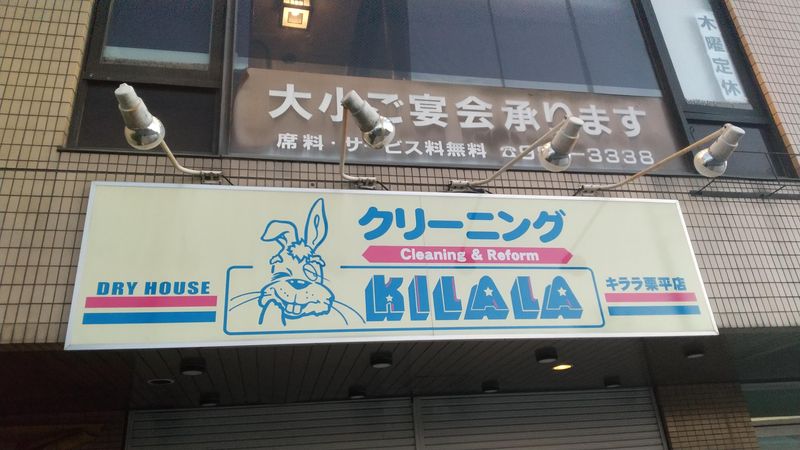 木曜定休
大小ご宴会承ります
席料・サービス料無料 ☎ -3338
クリーニング
Cleaning & Reform
DRY HOUSE
KILALA
キララ栗平店